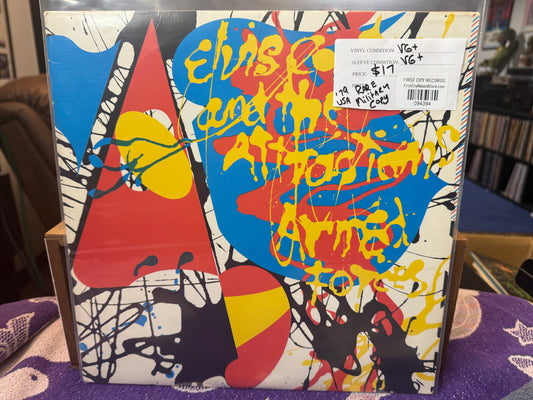 Elvis
and the
Attractions
Armed
forces
VINYL CONDITION: VG+
SLEEVE CONDITION: VG+
PRICE: $17
'79 RARE
USA Military
Copy
FIRST CITY RECORDS
094394